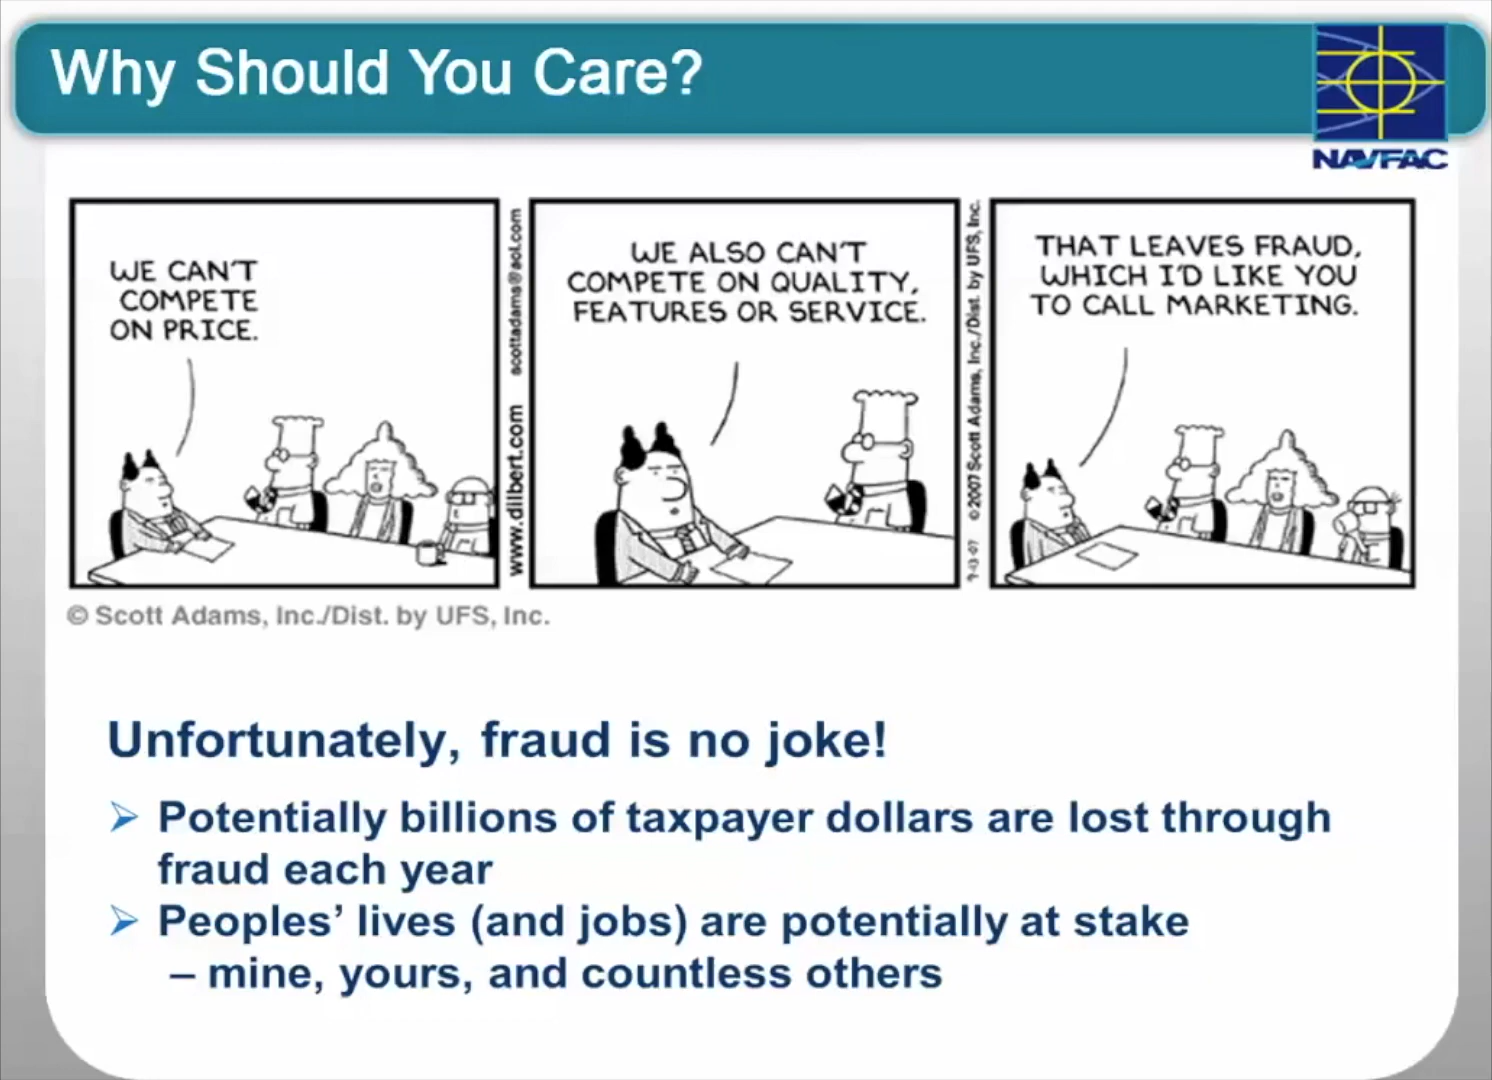 Why Should You Care?
NAVFAC
WE CAN'T
COMPETE
ON PRICE.
www.dilbert.com scottadams@aol.com
WE ALSO CAN'T
COMPETE ON QUALITY,
FEATURES OR SERVICE.
7-13-07 ©2007 Scott Adams, Inc./Dist. by UFS, Inc.
THAT LEAVES FRAUD,
WHICH I'D LIKE YOU
TO CALL MARKETING.
© Scott Adams, Inc./Dist. by UFS, Inc.
Unfortunately, fraud is no joke!
Potentially billions of taxpayer dollars are lost through
fraud each year
Peoples’ lives (and jobs) are potentially at stake
– mine, yours, and countless others